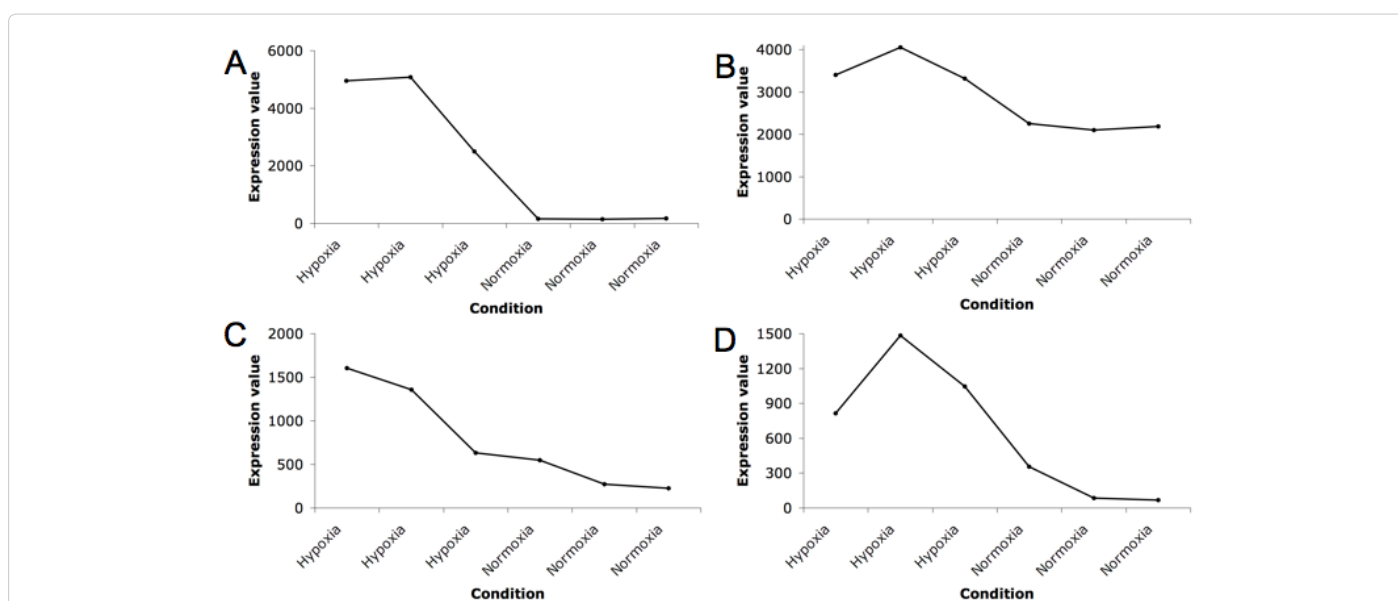 A
Expression value
6000
4000
2000
0
Hypoxia
Hypoxia
Hypoxia
Normoxia
Normoxia
Normoxia
Condition
B
Expression value
4000
3000
2000
1000
0
Hypoxia
Hypoxia
Hypoxia
Normoxia
Normoxia
Normoxia
Condition
C
Expression value
2000
1500
1000
500
0
Hypoxia
Hypoxia
Hypoxia
Normoxia
Normoxia
Normoxia
Condition
D
Expression value
1500
1200
900
600
300
0
Hypoxia
Hypoxia
Hypoxia
Normoxia
Normoxia
Normoxia
Condition